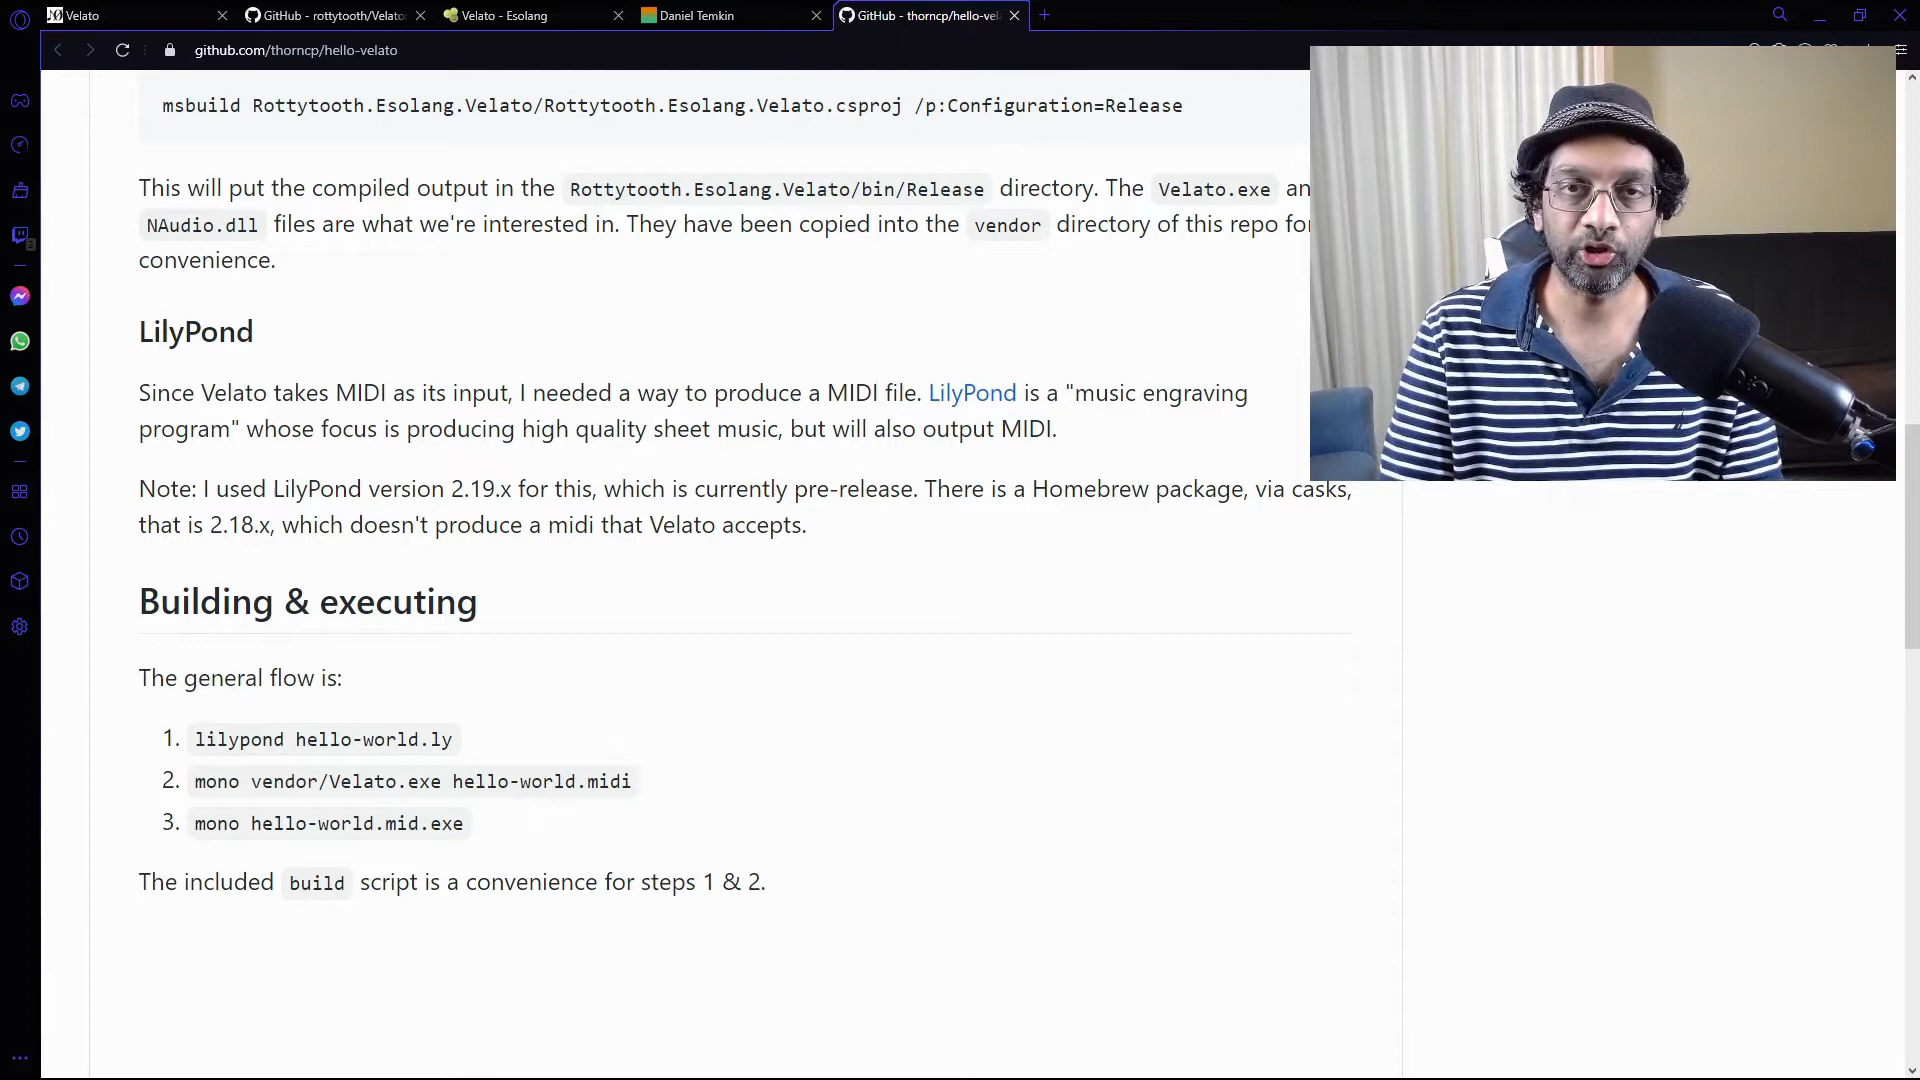 Velato
GitHub - rottytooth/Velato:
Velato - Esolang
Daniel Temkin
GitHub - thorncp/hello-vel
github.com/thorncp/hello-velato
msbuild Rottytooth.Esolang.Velato/Rottytooth.Esolang.Velato.csproj /p:Configuration=Release
This will put the compiled output in the Rottytooth.Esolang.Velato/bin/Release directory. The Velato.exe an
NAudio.dll files are what we're interested in. They have been copied into the vendor directory of this repo for
convenience.
LilyPond
Since Velato takes MIDI as its input, I needed a way to produce a MIDI file. LilyPond is a "music engraving
program" whose focus is producing high quality sheet music, but will also output MIDI.
Note: I used LilyPond version 2.19.x for this, which is currently pre-release. There is a Homebrew package, via casks,
that is 2.18.x, which doesn't produce a midi that Velato accepts.
Building & executing
The general flow is:
1. lilypond hello-world.ly
2. mono vendor/Velato.exe hello-world.midi
3. mono hello-world.mid.exe
The included build script is a convenience for steps 1 & 2.